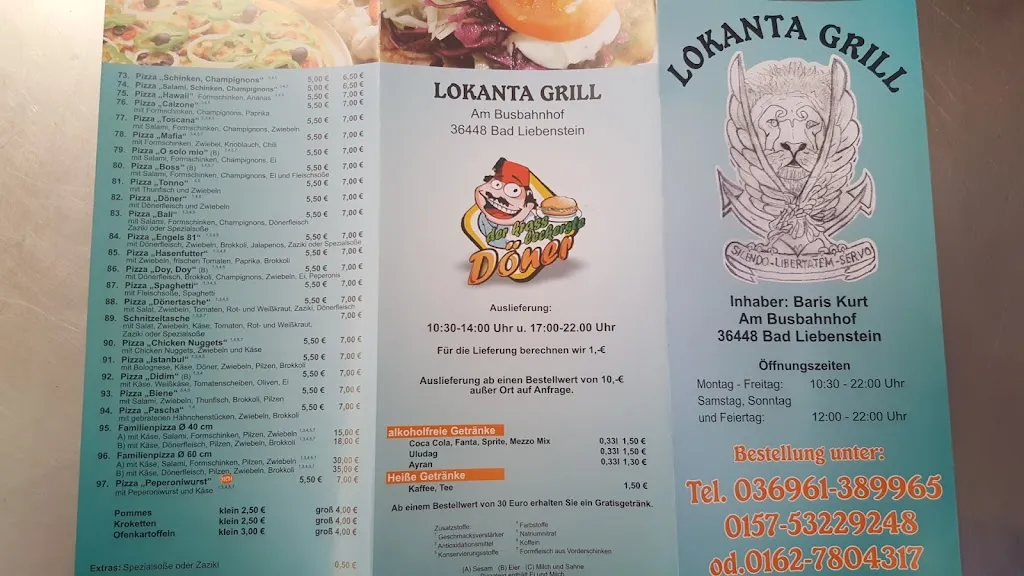 73. Pizza „Schinken, Champignons“ 5,00 € 6,50 €
74. Pizza „Salami, Schinken, Champignons“ 5,00 € 6,50 €
75. Pizza „Hawaii“ Formschinken, Ananas 5,50 € 7,00 €
76. Pizza „Calzone“ 5,50 € 7,00 €
mit Formschinken, Champignons, Paprika
77. Pizza „Toscana“ 5,50 € 7,00 €
mit Salami, Formschinken, Champignons, Zwiebeln
78. Pizza „Mafia“ 5,50 € 7,00 €
mit Formschinken, Zwiebel, Knoblauch, Chili
79. Pizza „O solo mio“ (B) 5,50 € 7,00 €
mit Salami, Formschinken, Champignons, Ei
80. Pizza „Boss“ (B) 5,50 € 7,00 €
mit Salami, Formschinken, Champignons, Ei und Fleischsoße
81. Pizza „Tonno“ 5,50 € 7,00 €
mit Thunfisch und Zwiebeln
82. Pizza „Döner“ 5,50 € 7,00 €
mit Dönerfleisch und Zwiebeln
83. Pizza „Bali“ 5,50 € 7,00 €
mit Salami, Formschinken, Champignons, Dönerfleisch
Zaziki oder Spezialsoße
84. Pizza „Engels 81“ 5,50 € 7,00 €
mit Dönerfleisch, Zwiebeln, Brokkoli, Jalapenos, Zaziki oder Spezialsoße
85. Pizza „Hasenfutter“ 5,50 € 7,00 €
mit Zwiebeln, frischen Tomaten, Paprika, Brokkoli
86. Pizza „Doy, Doy“ (B) 5,50 € 7,00 €
mit Dönerfleisch, Brokkoli, Champignons, Zwiebeln, Ei, Peperonis
87. Pizza „Spaghetti“ 5,50 € 7,00 €
mit Fleischsoße, Spaghetti
88. Pizza „Dönertasche“ 5,50 € 7,00 €
mit Salat, Zwiebeln, Tomaten, Rot- und Weißkraut, Zaziki, Dönerfleisch
89. Schnitzeltasche 7,00 €
mit Salat, Zwiebeln, Käse, Tomaten, Rot- und Weißkraut,
Zaziki oder Spezialsoße
90. Pizza „Chicken Nuggets“ 5,50 € 7,00 €
mit Chicken Nuggets, Zwiebeln und Käse
91. Pizza „Istanbul“ 5,50 € 7,00 €
mit Bolognese, Käse, Döner, Zwiebeln, Pilzen, Brokkoli
92. Pizza „Didim“ (B) 5,50 € 7,00 €
mit Käse, Weißkäse, Tomatenscheiben, Oliven, Ei
93. Pizza „Biene“ 5,50 € 7,00 €
mit Salami, Zwiebeln, Thunfisch, Brokkoli, Pilzen
94. Pizza „Pascha“ 5,50 € 7,00 €
mit gebratenen Hähnchenstücken, Zwiebeln, Brokkoli
95. Familienpizza Ø 40 cm
A) mit Käse, Salami, Formschinken, Pilzen, Zwiebeln 15,00 €
B) mit Käse, Dönerfleisch, Pilzen, Zwiebeln, Brokkoli 18,00 €
96. Familienpizza Ø 60 cm
A) mit Käse, Salami, Formschinken, Pilzen, Zwiebeln 30,00 €
B) mit Käse, Dönerfleisch, Pilzen, Zwiebeln, Brokkoli 35,00 €
97. Pizza „Peperoniwurst“ 5,50 € 7,00 €
mit Peperoniwurst und Käse
Pommes klein 2,50 € groß 4,00 €
Kroketten klein 2,50 € groß 4,00 €
Ofenkartoffeln klein 3,00 € groß 4,00 €
Extras: Spezialsoße oder Zaziki 0,50 €
LOKANTA GRILL
Am Busbahnhof
36448 Bad Liebenstein
der krass
leckerste
Döner
Auslieferung:
10:30-14:00 Uhr u. 17:00-22.00 Uhr
Für die Lieferung berechnen wir 1,-€
Auslieferung ab einen Bestellwert von 10,-€
außer Ort auf Anfrage.
alkoholfreie Getränke
Coca Cola, Fanta, Sprite, Mezzo Mix 0,33l 1,50 €
Uludag 0,33l 1,50 €
Ayran 0,33l 1,30 €
Heiße Getränke
Kaffee, Tee 1,50 €
Ab einem Bestellwert von 30 Euro erhalten Sie ein Gratisgetränk.
Zusatzstoffe:
Geschmacksverstärker
Antioxidationsmittel
Konservierungsstoffe
Farbstoffe
Natriumnitrat
Koffein
Formfleisch aus Vorderschinken
(A) Sesam (B) Eier (C) Milch und Sahne
LOKANTA GRILL
SILENDO-LIBERTATEM-SERVO
Inhaber: Baris Kurt
Am Busbahnhof
36448 Bad Liebenstein
Öffnungszeiten
Montag - Freitag: 10:30 - 22:00 Uhr
Samstag, Sonntag
und Feiertag: 12:00 - 22:00 Uhr
Bestellung unter:
Tel. 036961-389965
0157-53229248
od.0162-7804317